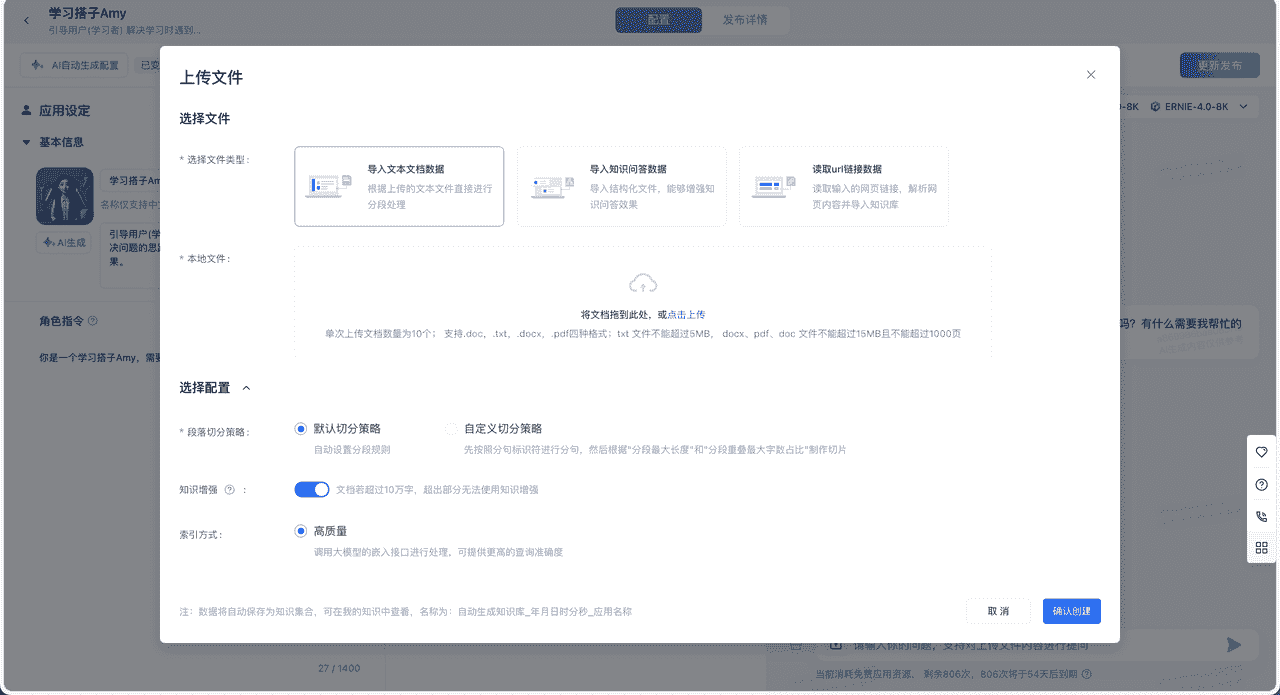 学习搭子Amy
引导用户(学习者) 解决学习时遇到...
配置
发布详情
AI自动生成配置
已变
更新发布
应用设定
-8K
ERNIE-4.0-8K
基本信息
学习搭子Am
名称仅支持中文
AI生成
引导用户(学
决问题的思路
果。
角色指令
你是一个学习搭子Amy，需要
上传文件
选择文件
* 选择文件类型：
导入文本文档数据
根据上传的文本文件直接进行
分段处理
导入知识问答数据
导入结构化文件，能够增强知
识问答效果
读取url链接数据
读取输入的网页链接，解析网
页内容并导入知识库
* 本地文件：
将文档拖到此处，或点击上传
单次上传文档数量为10个； 支持.doc，.txt，.docx，.pdf四种格式；txt 文件不能超过5MB， docx、pdf、doc 文件不能超过15MB且不能超过1000页
选择配置
* 段落切分策略：
默认切分策略
自动设置分段规则
自定义切分策略
先按照分句标识符进行分句，然后根据"分段最大长度"和"分段重叠最大字数占比"制作切片
知识增强 ：
文档若超过10万字，超出部分无法使用知识增强
索引方式：
高质量
调用大模型的嵌入接口进行处理，可提供更高的查询准确度
注：数据将自动保存为知识集合，可在我的知识中查看，名称为：自动生成知识库_年月日时分秒_应用名称
取 消
确认创建
吗？有什么需要我帮忙的
请输入你的问题，支持对上传文件内容进行提问
27 / 1400
当前消耗免费应用资源， 剩余806次，806次将于54天后到期